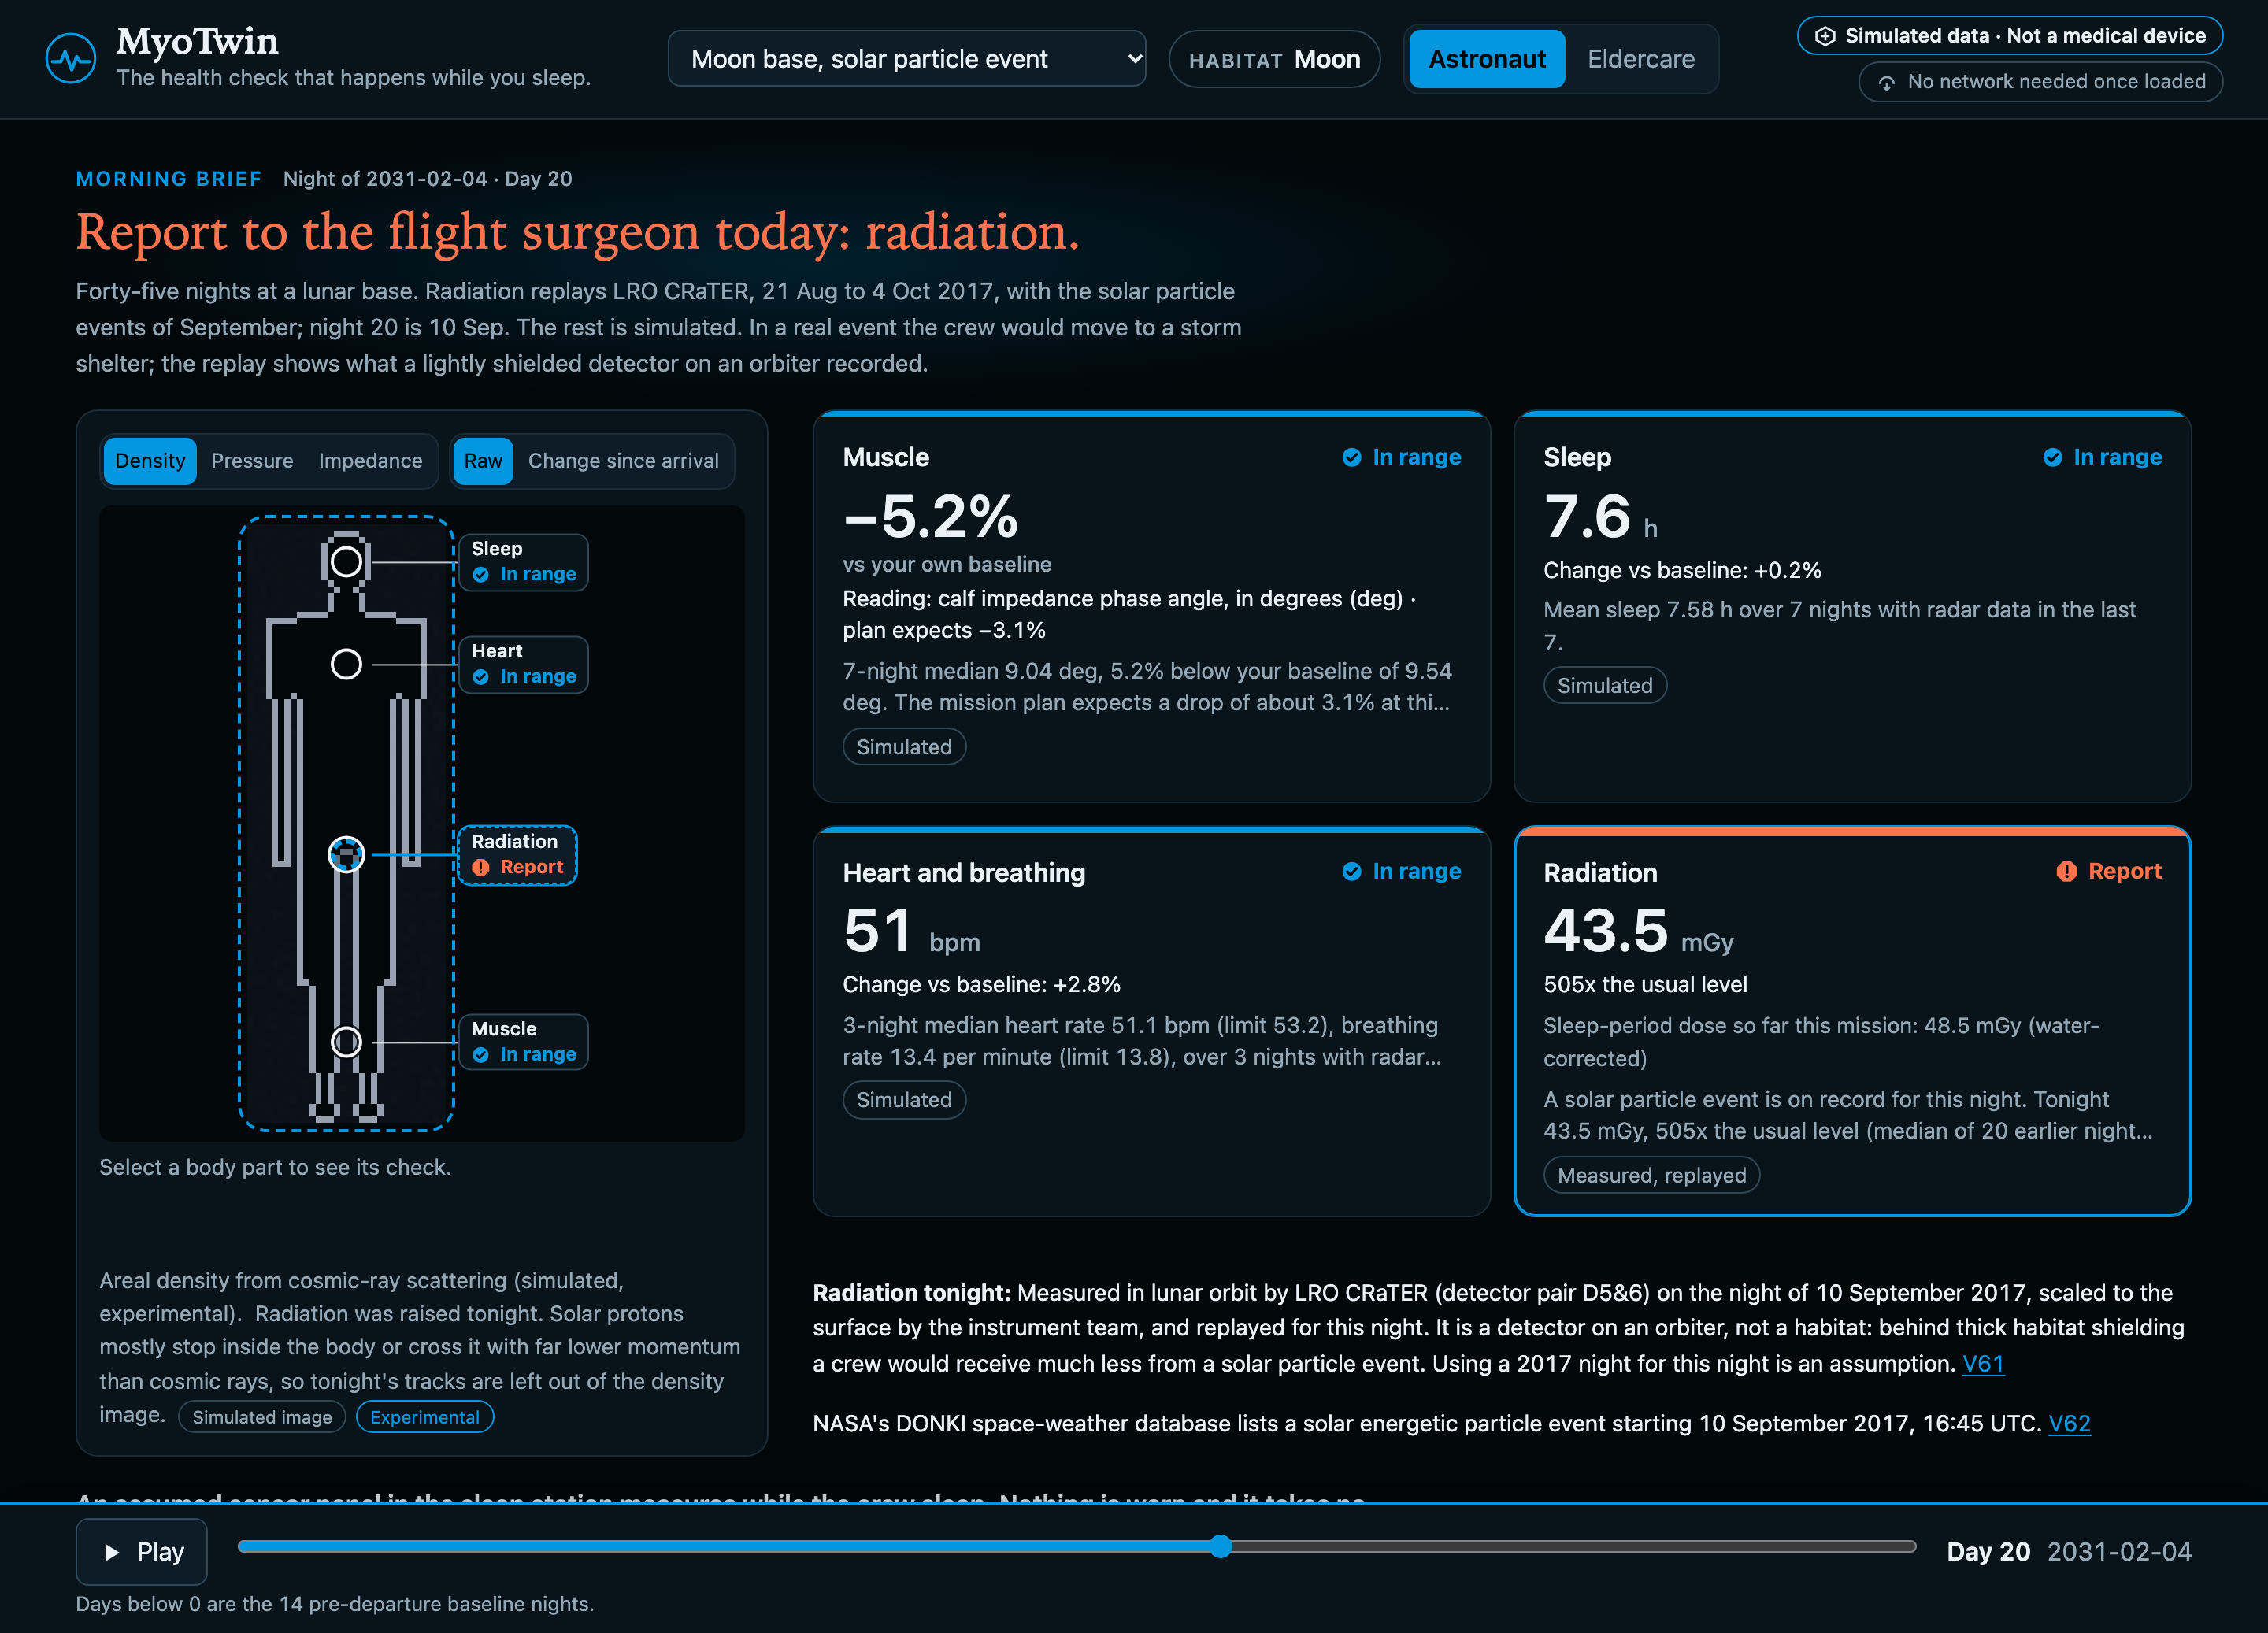 MyoTwin
The health check that happens while you sleep.
Moon base, solar particle event
HABITAT Moon
Astronaut
Eldercare
Simulated data · Not a medical device
No network needed once loaded
MORNING BRIEF Night of 2031-02-04 · Day 20
Report to the flight surgeon today: radiation.
Forty-five nights at a lunar base. Radiation replays LRO CRaTER, 21 Aug to 4 Oct 2017, with the solar particle
events of September; night 20 is 10 Sep. The rest is simulated. In a real event the crew would move to a storm
shelter; the replay shows what a lightly shielded detector on an orbiter recorded.
Density Pressure Impedance
Raw Change since arrival
Sleep
In range
Heart
In range
Radiation
Report
Muscle
In range
Select a body part to see its check.
Areal density from cosmic-ray scattering (simulated,
experimental). Radiation was raised tonight. Solar protons
mostly stop inside the body or cross it with far lower momentum
than cosmic rays, so tonight's tracks are left out of the density
image. Simulated image Experimental
Muscle In range
−5.2%
vs your own baseline
Reading: calf impedance phase angle, in degrees (deg) ·
plan expects −3.1%
7-night median 9.04 deg, 5.2% below your baseline of 9.54
deg. The mission plan expects a drop of about 3.1% at thi...
Simulated
Sleep In range
7.6 h
Change vs baseline: +0.2%
Mean sleep 7.58 h over 7 nights with radar data in the last
7.
Simulated
Heart and breathing In range
51 bpm
Change vs baseline: +2.8%
3-night median heart rate 51.1 bpm (limit 53.2), breathing
rate 13.4 per minute (limit 13.8), over 3 nights with radar...
Simulated
Radiation Report
43.5 mGy
505x the usual level
Sleep-period dose so far this mission: 48.5 mGy (water-
corrected)
A solar particle event is on record for this night. Tonight
43.5 mGy, 505x the usual level (median of 20 earlier night...
Measured, replayed
Radiation tonight: Measured in lunar orbit by LRO CRaTER (detector pair D5&6) on the night of 10 September 2017, scaled to the
surface by the instrument team, and replayed for this night. It is a detector on an orbiter, not a habitat: behind thick habitat shielding
a crew would receive much less from a solar particle event. Using a 2017 night for this night is an assumption. V61
NASA's DONKI space-weather database lists a solar energetic particle event starting 10 September 2017, 16:45 UTC. V62
An assumed sensor panel in the sleep station measures while the crew sleep. Nothing is worn and it takes no
Play
Day 20 2031-02-04
Days below 0 are the 14 pre-departure baseline nights.